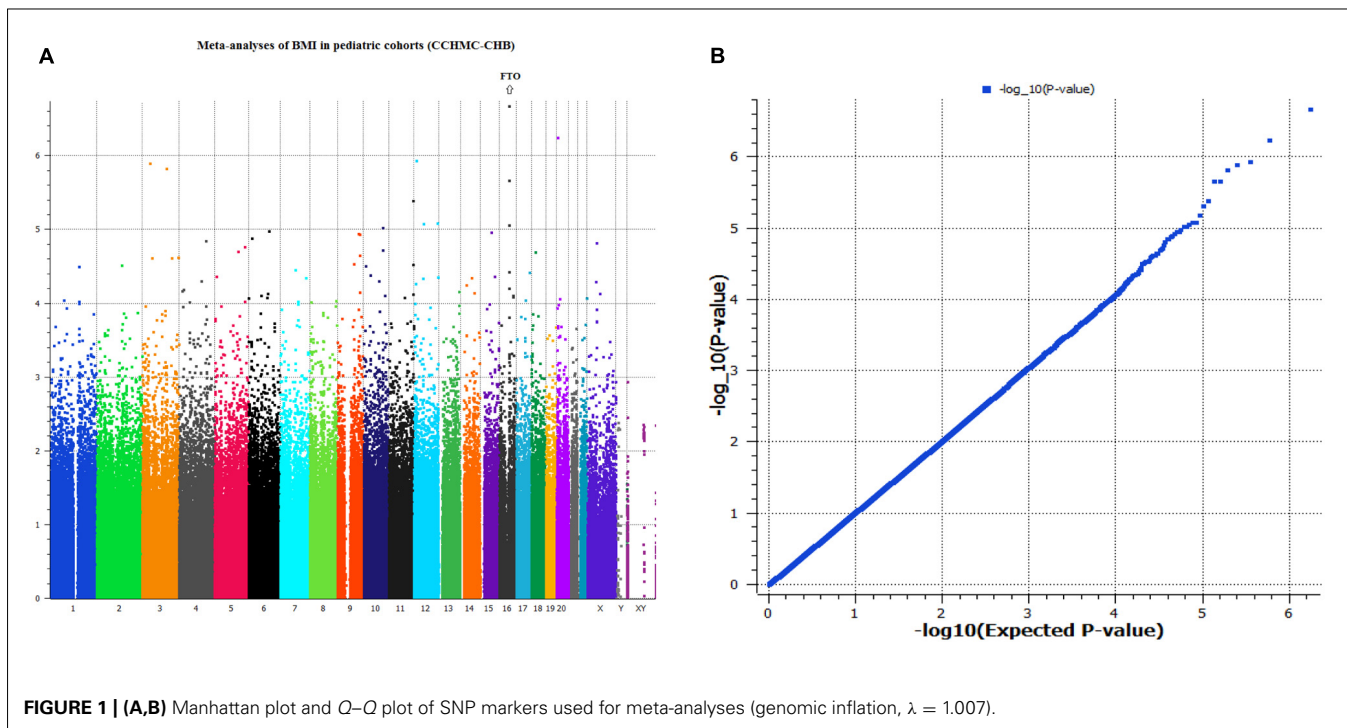 A
Meta-analyses of BMI in pediatric cohorts (CCHMC-CHB)
FTO
6
5
4
3
2
1
0
1 2 3 4 5 6 7 8 9 10 11 12 13 14 15 16 17 18 19 20 X Y XY
B
-log_10(P-value)
-log_10(P-value)
6
5
4
3
2
1
0
0 1 2 3 4 5 6
-log10(Expected P-value)
FIGURE 1 | (A,B) Manhattan plot and Q–Q plot of SNP markers used for meta-analyses (genomic inflation, λ = 1.007).